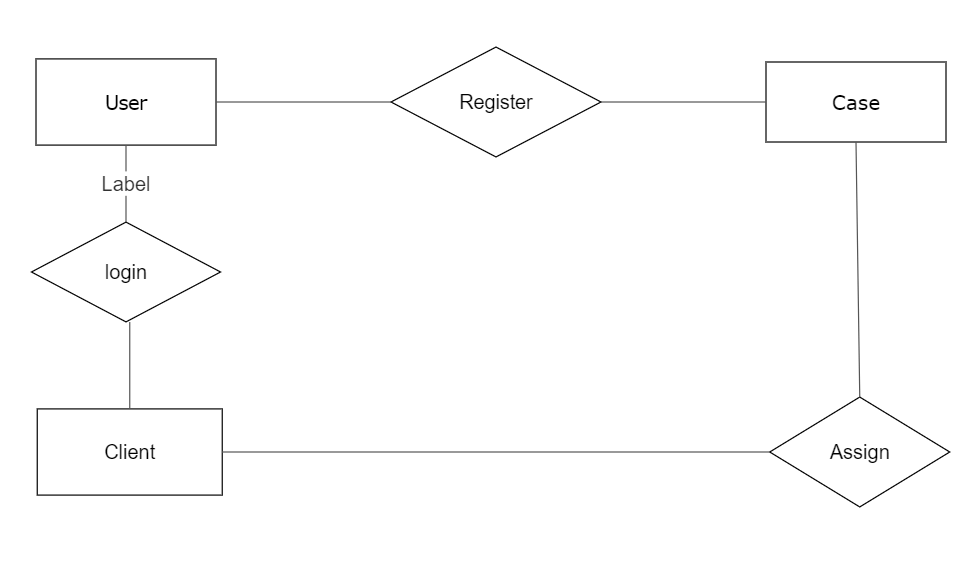 User
Register
Case
Label
login
Client
Assign